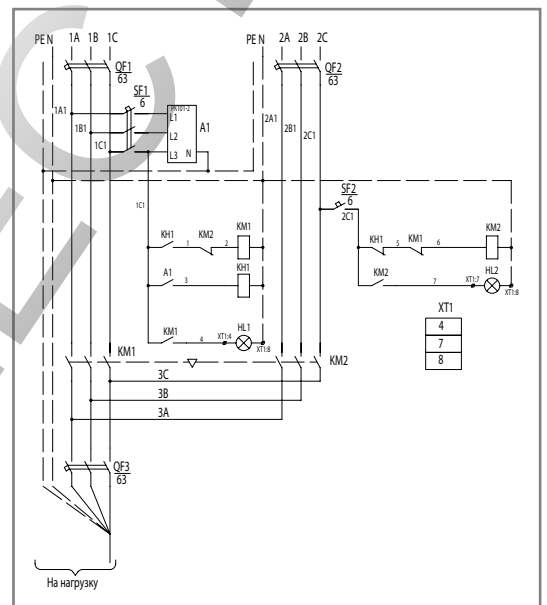 PE N 1A 1B 1C PE N 2A 2B 2C
QF1
63
QF2
63
SF1
6
1A1
1B1
1C1
L1
L2
L3 N
A1
2A1
2B1
2C1
SF2
6
2C1
1C1
KH1 1 KM2 2 KM1
A1 3 KH1
KM1 4 XT1:4 HL1 XT1:8
KH1 5 KM1 6 KM2
KM2 7 XT1:7 HL2 XT1:8
XT1
4
7
8
KM1
KM2
3C
3B
3A
QF3
63
На нагрузку